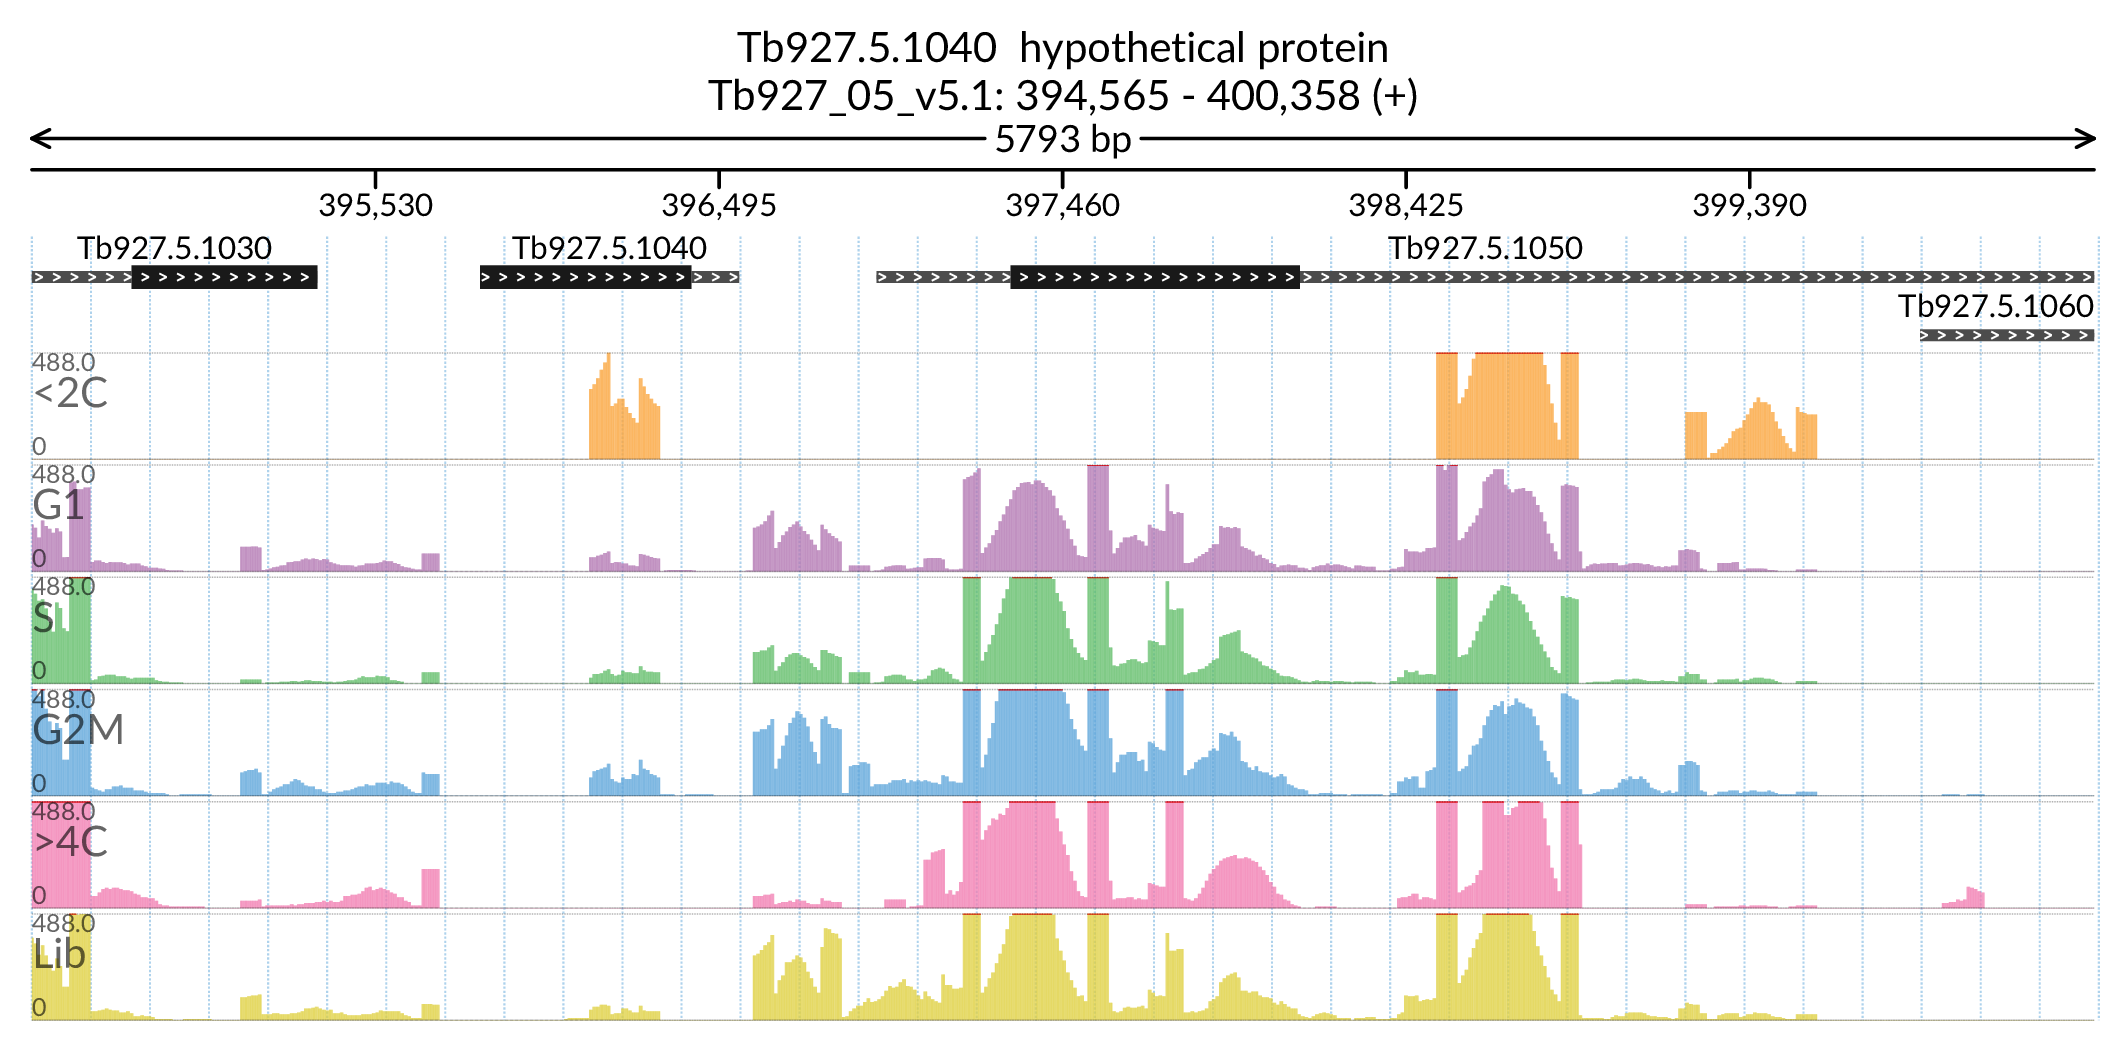 Tb927.5.1040  hypothetical protein
Tb927_05_v5.1: 394,565 - 400,358 (+)
5793 bp
395,530 396,495 397,460 398,425 399,390
Tb927.5.1030 Tb927.5.1040 Tb927.5.1050
Tb927.5.1060
488.0
<2C
0
488.0
G1
0
488.0
S
0
488.0
G2M
0
488.0
>4C
0
488.0
Lib
0